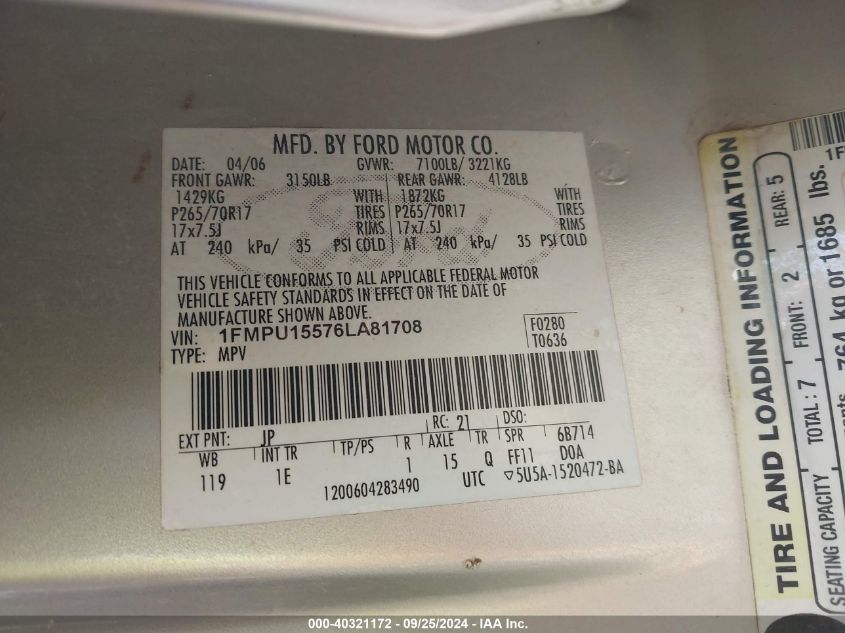 MFD. BY FORD MOTOR CO.
DATE: 04/06 GVWR: 7100LB/ 3221KG
FRONT GAWR: 3150LB REAR GAWR: 4128LB
1429KG WITH 1872KG WITH
P265/70R17 TIRES P265/70R17 TIRES
17x7.5J RIMS 17x7.5J RIMS
AT 240 kPa/ 35 PSI COLD AT 240 kPa/ 35 PSI COLD
THIS VEHICLE CONFORMS TO ALL APPLICABLE FEDERAL MOTOR
VEHICLE SAFETY STANDARDS IN EFFECT ON THE DATE OF
MANUFACTURE SHOWN ABOVE.
VIN: 1FMPU15576LA81708
TYPE: MPV
F0280
T0636
EXT PNT: JP RC: 21 DSO:
WB INT TR TP/PS R AXLE TR SPR 6B714
119 1E 1 15 Q FF11 DOA
1200604283490 UTC ▽5U5A-1520472-BA
TIRE AND LOADING INFORMATION
SEATING CAPACITY TOTAL: 7 FRONT: 2 REAR: 5
764 kg or 1685 lbs.
000-40321172 - 09/25/2024 - IAA Inc.